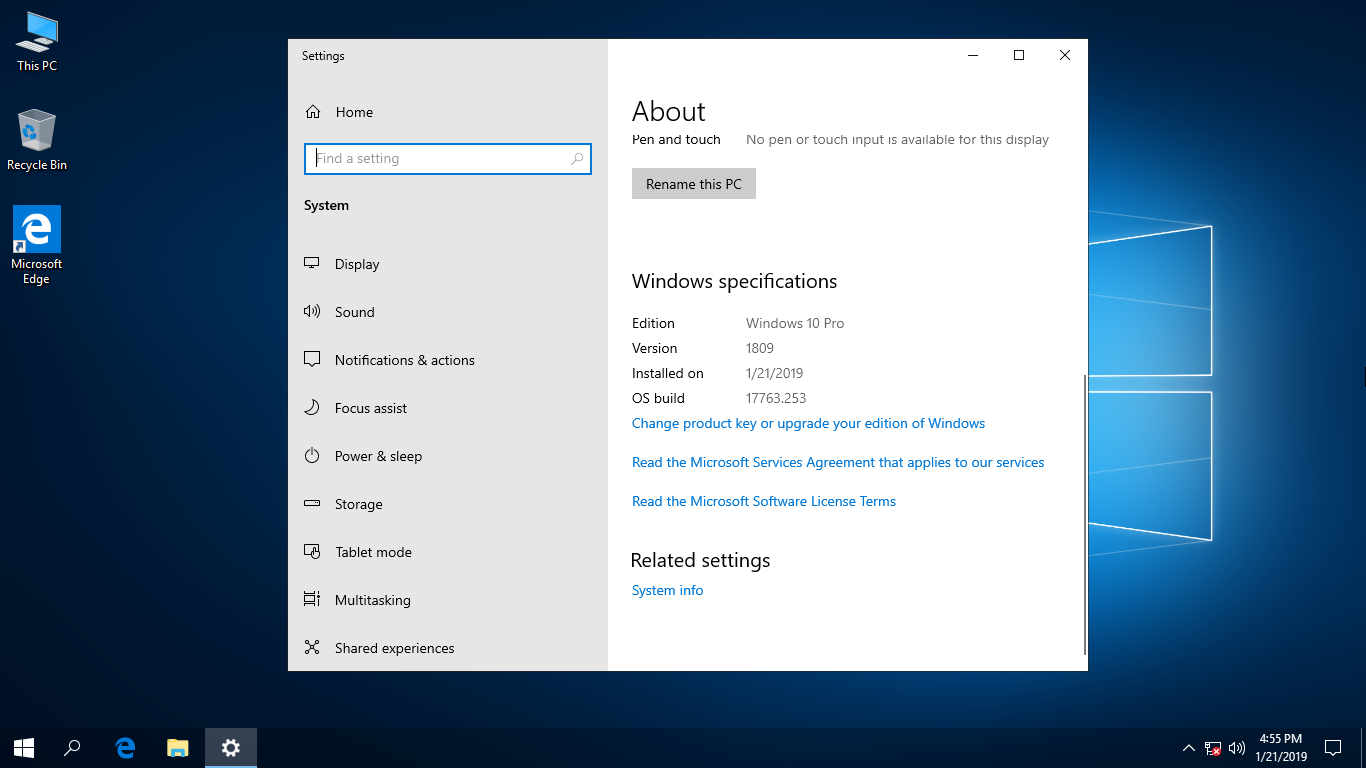 This PC
Recycle Bin
Microsoft
Edge
Settings
Home
Find a setting
System
Display
Sound
Notifications & actions
Focus assist
Power & sleep
Storage
Tablet mode
Multitasking
Shared experiences
About
Pen and touch No pen or touch input is available for this display
Rename this PC
Windows specifications
Edition Windows 10 Pro
Version 1809
Installed on 1/21/2019
OS build 17763.253
Change product key or upgrade your edition of Windows
Read the Microsoft Services Agreement that applies to our services
Read the Microsoft Software License Terms
Related settings
System info
4:55 PM
1/21/2019